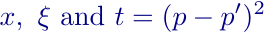 x, ξ and t = (p − p′)²